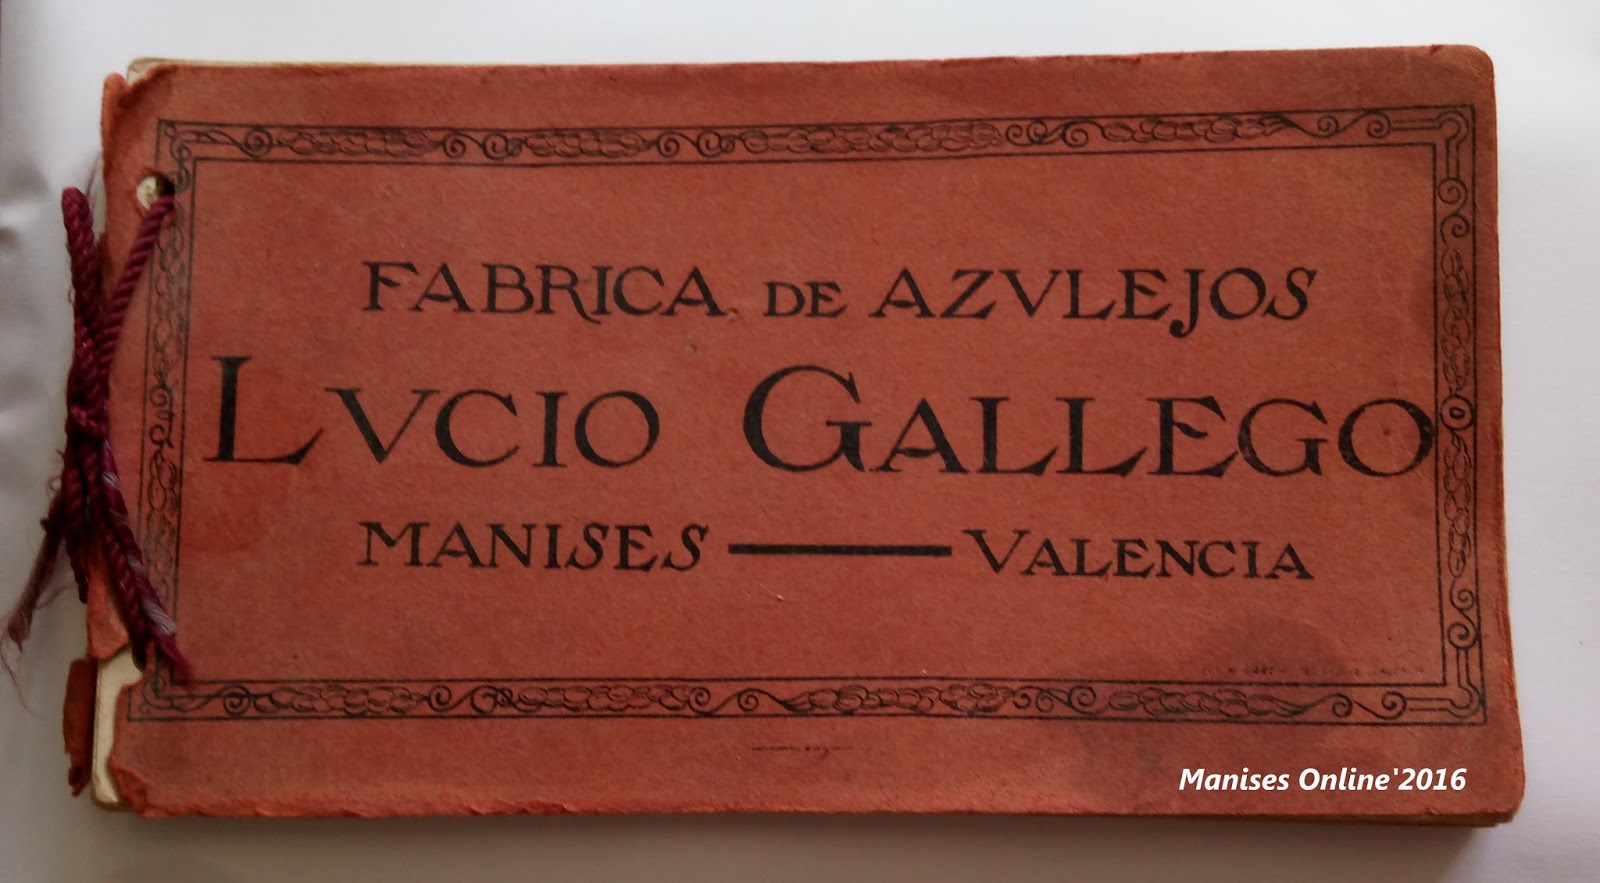 FABRICA DE AZVLEJOS
LVCIO GALLEGO
MANISES — VALENCIA
Manises Online'2016